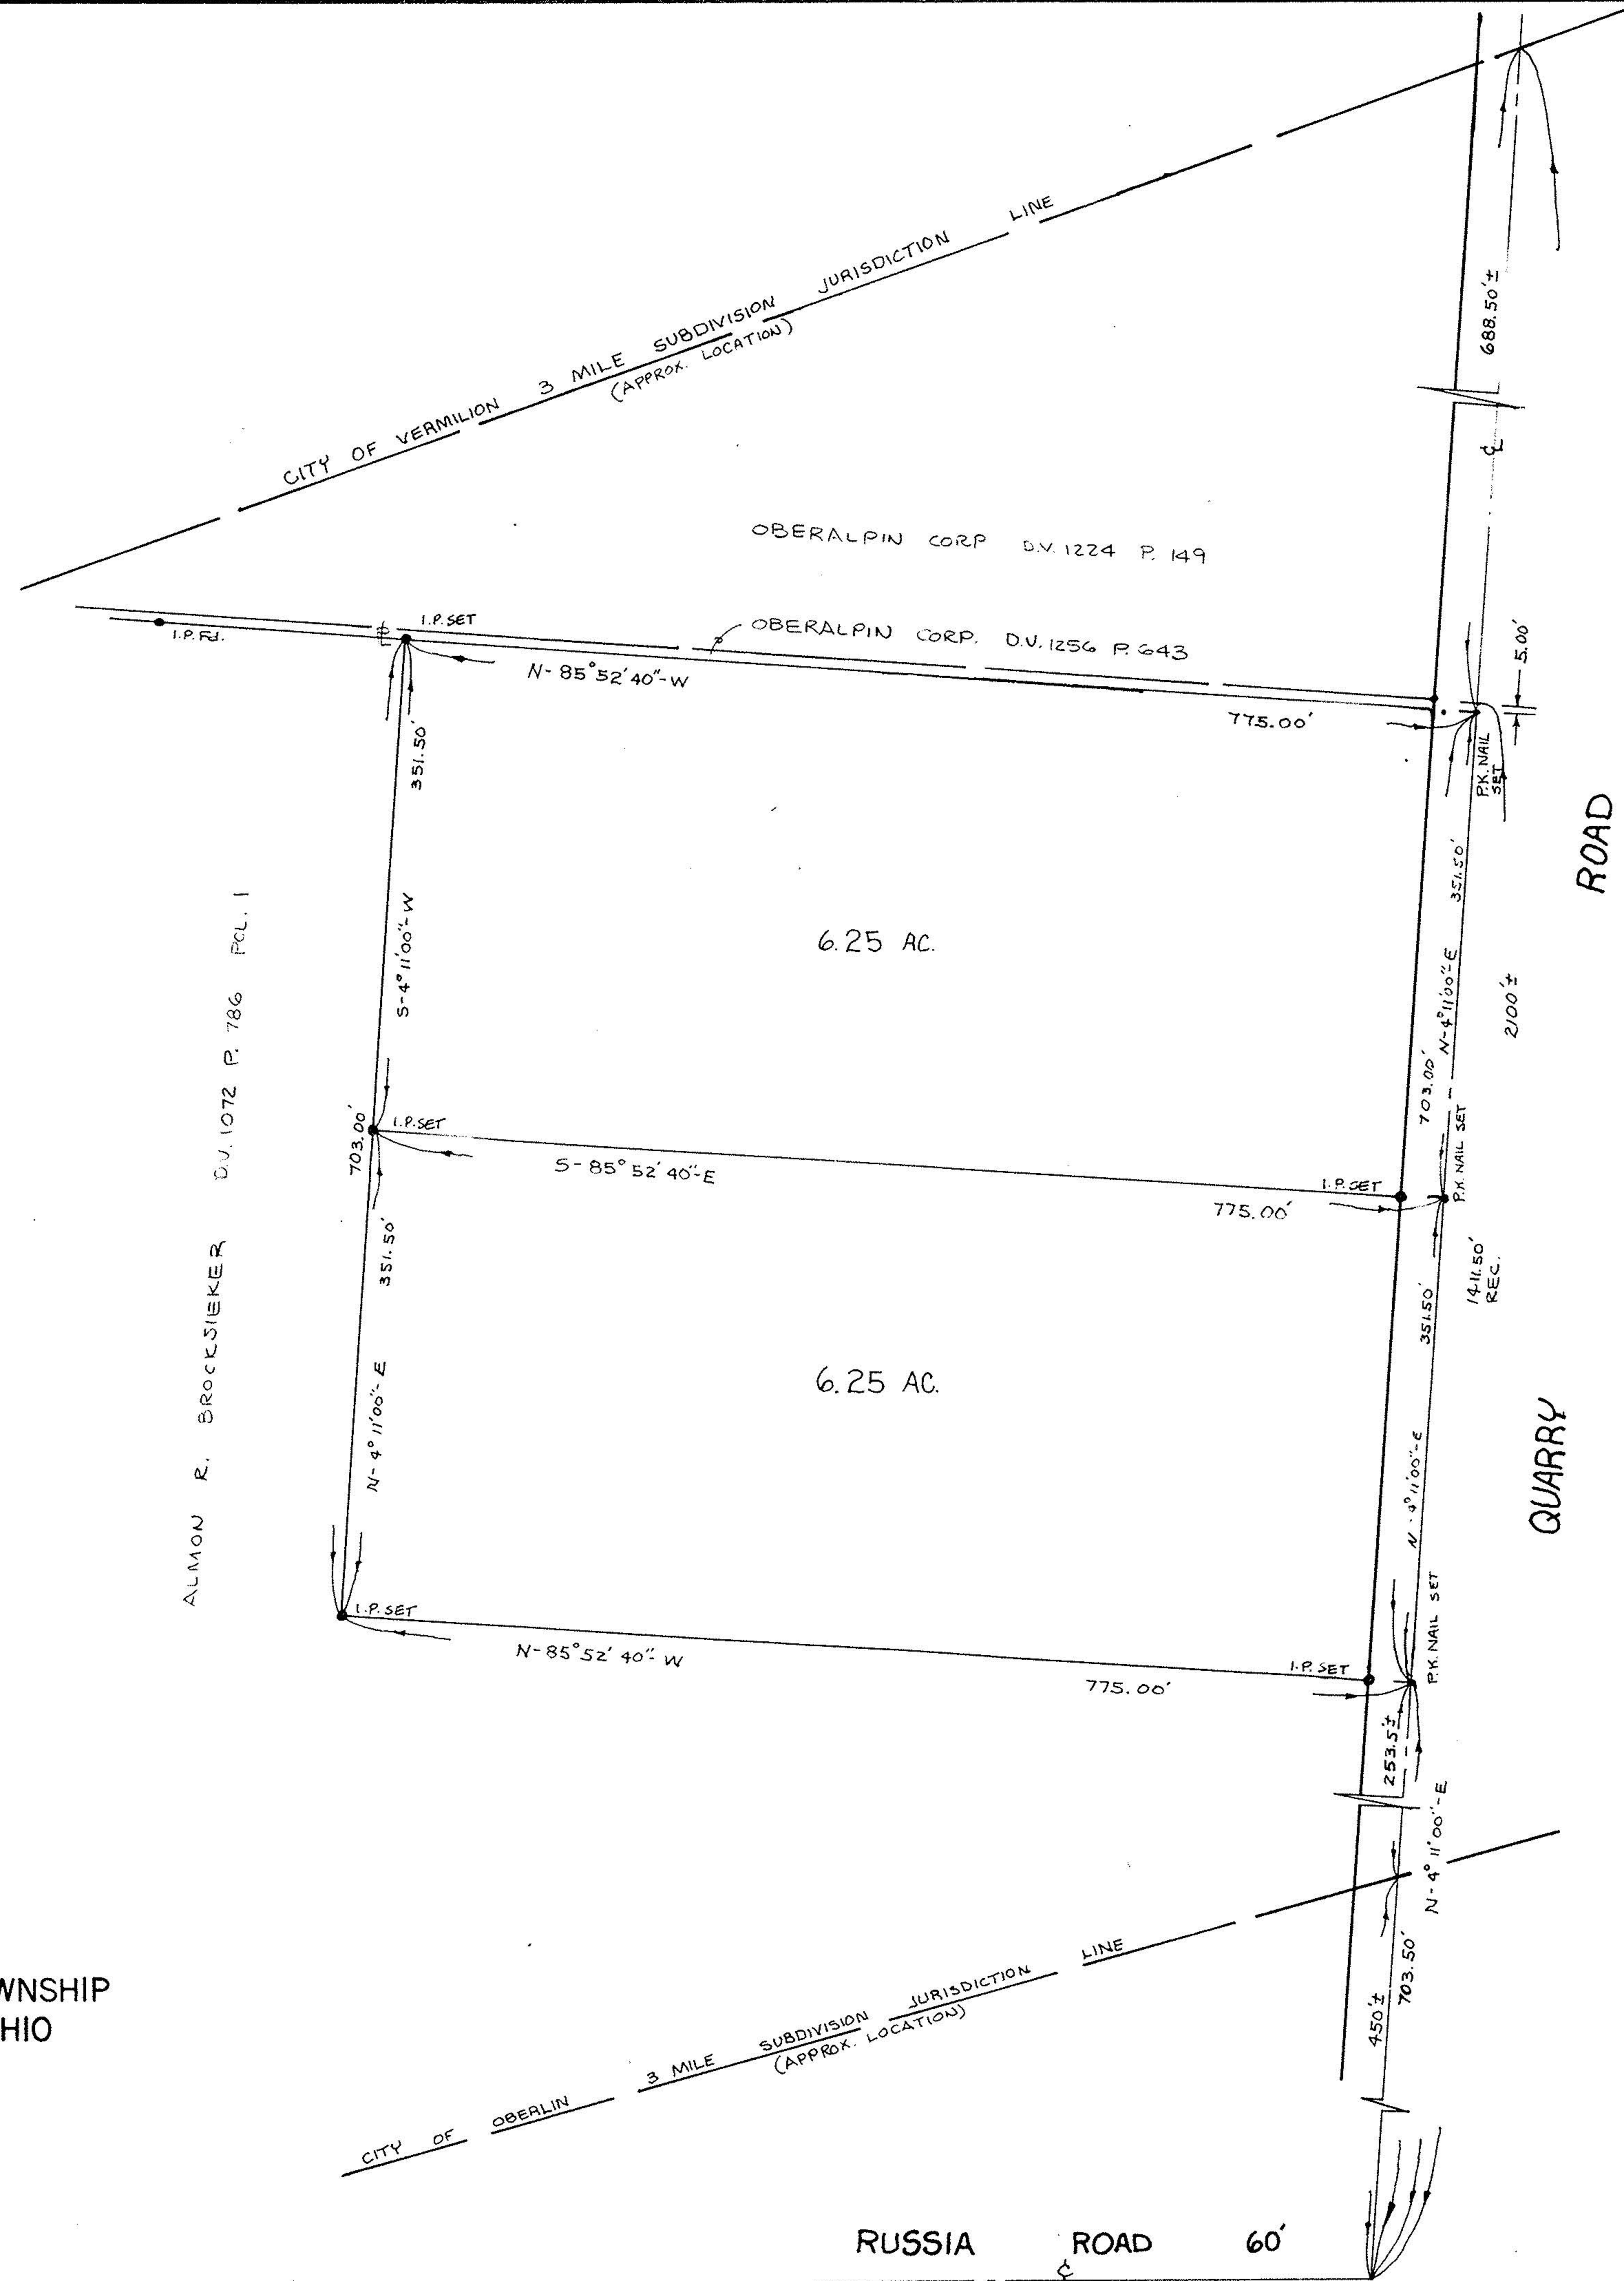 CITY OF VERMILION 3 MILE SUBDIVISION JURISDICTION LINE
(APPROX. LOCATION)
688.50'±
℄
OBERALPIN CORP D.V. 1224 P. 149
I.P. Fd.
I.P. SET
OBERALPIN CORP. D.V. 1256 P. 643
N-85°52'40"-W
775.00'
5.00'
P.K. NAIL
SET
351.50'
S-4°11'00"-W
6.25 AC.
351.50'
N-4°11'00"-E
703.00'
2100'±
ROAD
ALMON R. BROCKSIEKER D.V. 1072 P. 786 PCL. 1
703.00'
I.P. SET
S-85°52'40"-E
775.00'
I.P. SET
P.K. NAIL SET
1411.50'
REC.
351.50'
N-4°11'00"-E
6.25 AC.
351.50'
N-4°11'00"-E
QUARRY
I.P. SET
N-85°52'40"-W
775.00'
I.P. SET
P.K. NAIL SET
253.5'±
N-4°11'00"-E
703.50'
450'±
CITY OF OBERLIN 3 MILE SUBDIVISION JURISDICTION LINE
(APPROX. LOCATION)
WNSHIP
HIO
RUSSIA ROAD 60'
℄